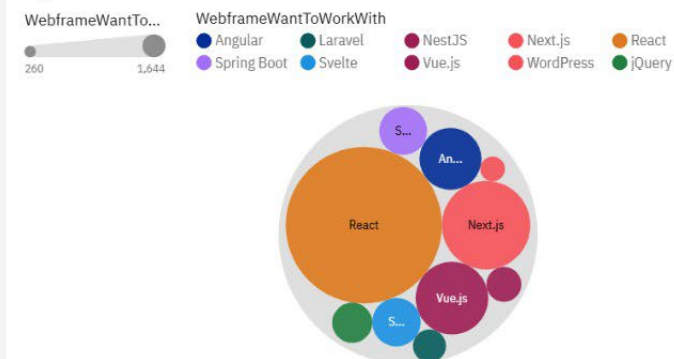 WebframeWantTo...
260 1,644
WebframeWantToWorkWith
Angular Laravel NestJS Next.js React
Spring Boot Svelte Vue.js WordPress jQuery
S...
An...
React
Next.js
Vue.js
S...